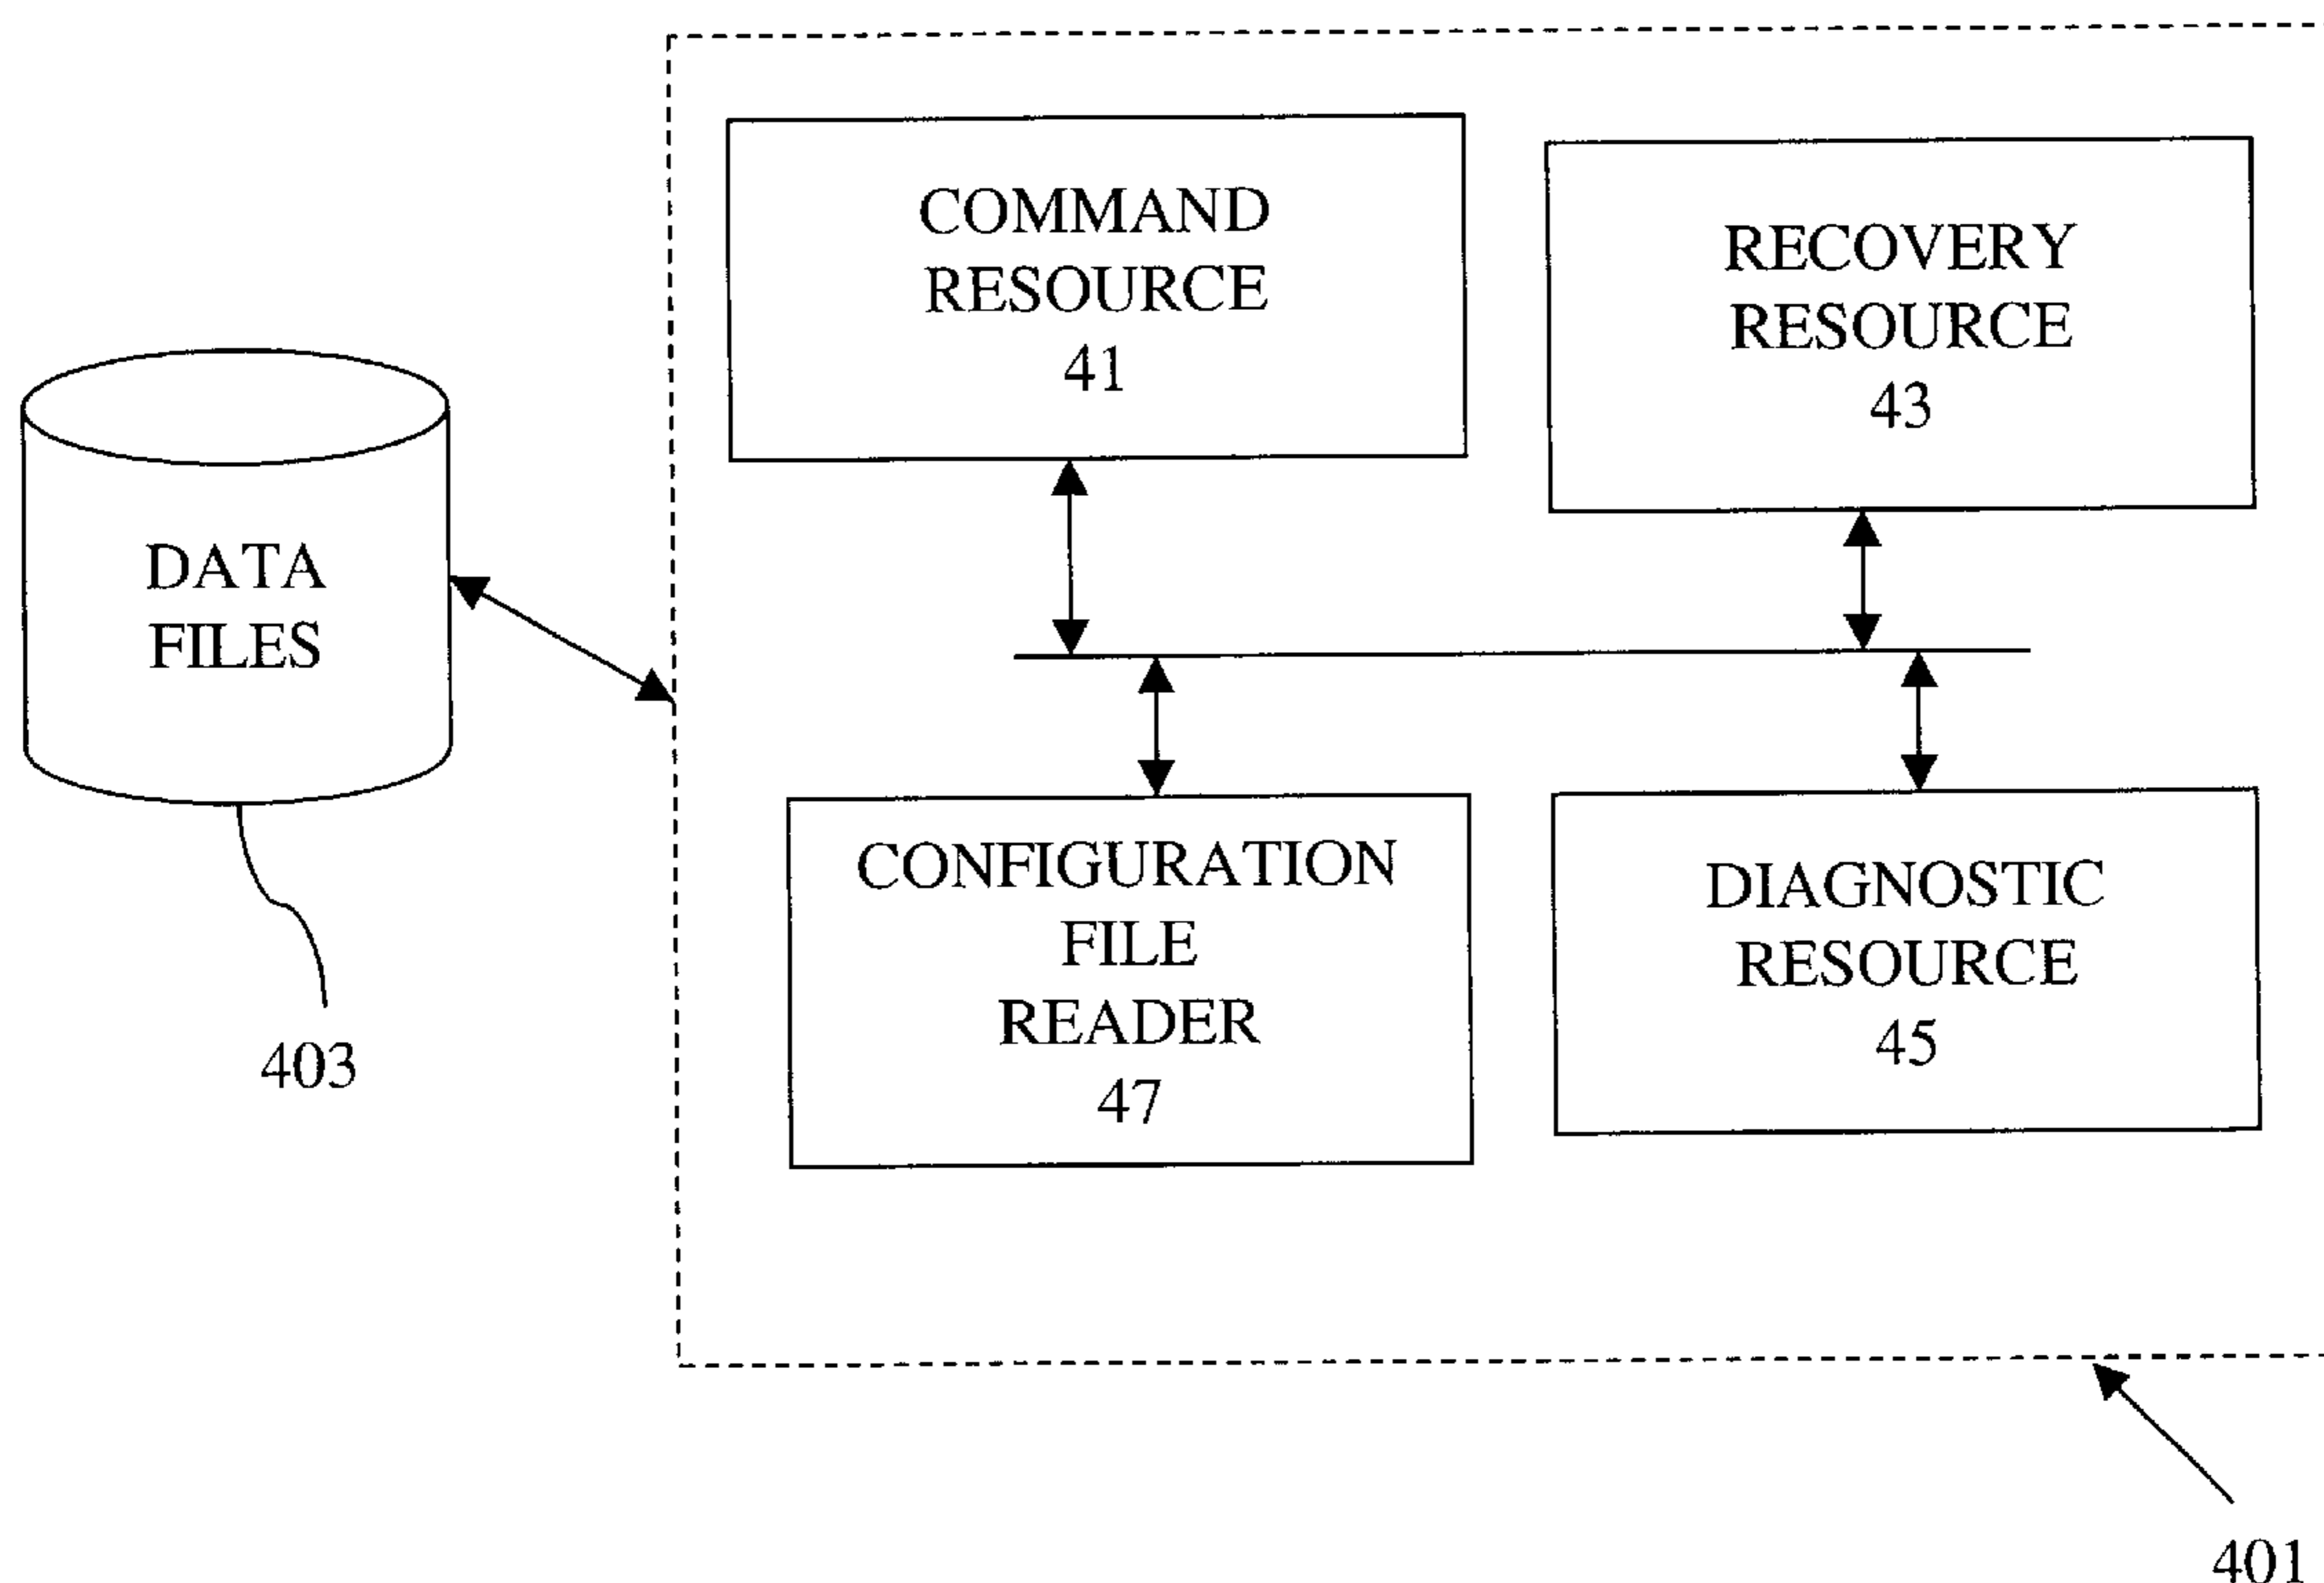 COMMAND
RESOURCE
41
RECOVERY
RESOURCE
43
DATA
FILES
CONFIGURATION
FILE
READER
47
DIAGNOSTIC
RESOURCE
45
403
401